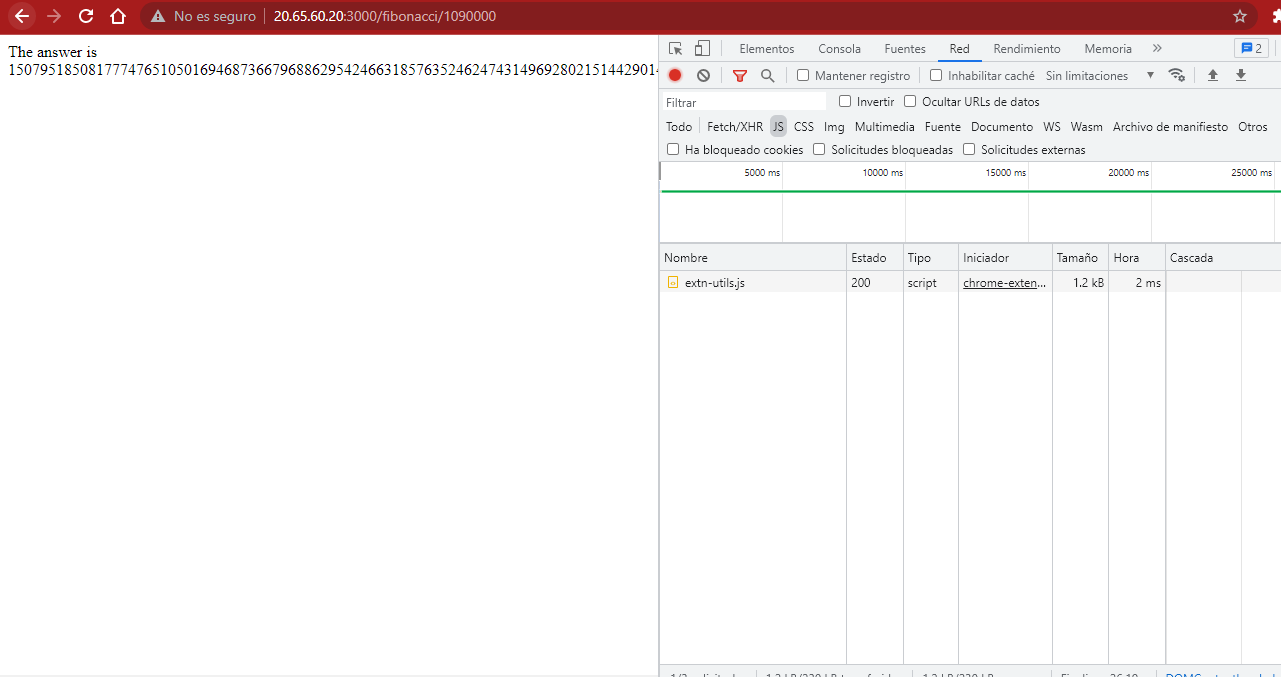 No es seguro 20.65.60.20:3000/fibonacci/1090000
The answer is
Elementos Consola Fuentes Red Rendimiento Memoria 2
Mantener registro Inhabilitar caché Sin limitaciones
Filtrar Invertir Ocultar URLs de datos
Todo Fetch/XHR JS CSS Img Multimedia Fuente Documento WS Wasm Archivo de manifiesto Otros
Ha bloqueado cookies Solicitudes bloqueadas Solicitudes externas
5000 ms 10000 ms 15000 ms 20000 ms 25000 ms
Nombre Estado Tipo Iniciador Tamaño Hora Cascada
extn-utils.js 200 script chrome-exten... 1.2 kB 2 ms